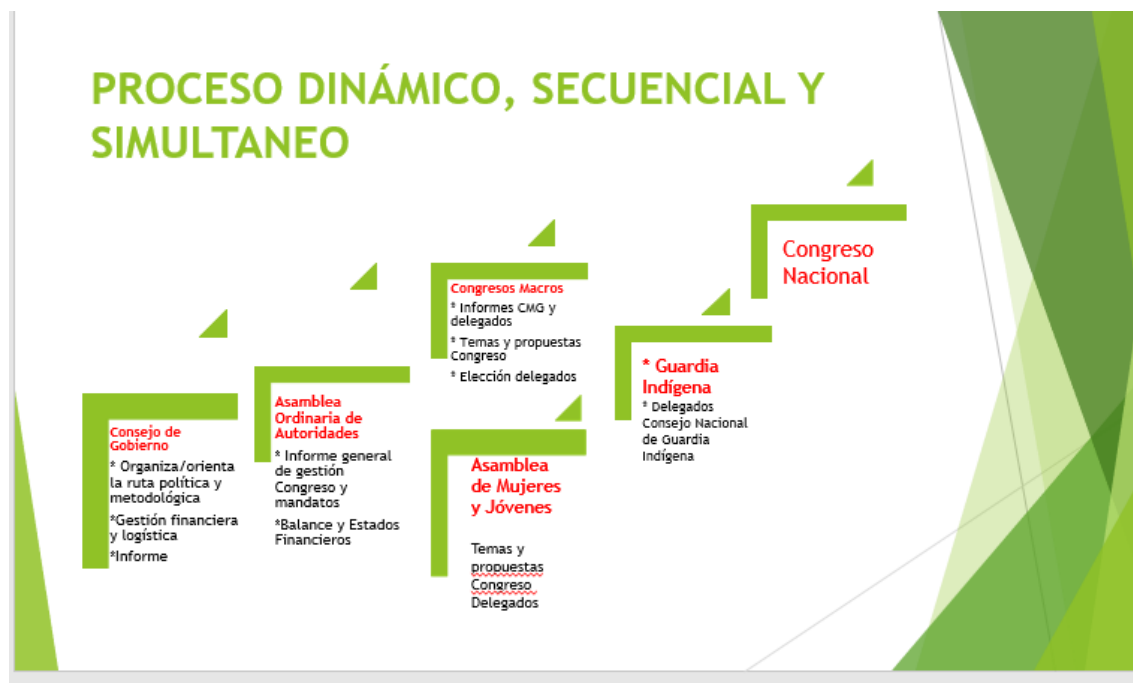 PROCESO DINÁMICO, SECUENCIAL Y
SIMULTANEO
Consejo de
Gobierno
* Organiza/orienta
la ruta política y
metodológica
*Gestión financiera
y logística
*Informe
Asamblea
Ordinaria de
Autoridades
* Informe general
de gestión
Congreso y
mandatos
*Balance y Estados
Financieros
Congresos Macros
* Informes CMG y
delegados
* Temas y propuestas
Congreso
* Elección delegados
Asamblea
de Mujeres
y Jóvenes
Temas y
propuestas
Congreso
Delegados
* Guardia
Indígena
* Delegados
Consejo Nacional
de Guardia
Indígena
Congreso
Nacional